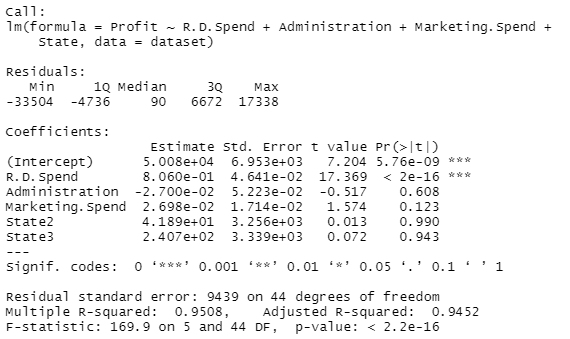 Call:
lm(formula = Profit ~ R.D.Spend + Administration + Marketing.Spend +
    State, data = dataset)
Residuals:
   Min     1Q Median     3Q    Max
-33504  -4736     90   6672  17338
Coefficients:
                  Estimate Std. Error t value Pr(>|t|)
(Intercept)      5.008e+04  6.953e+03   7.204 5.76e-09 ***
R.D.Spend        8.060e-01  4.641e-02  17.369  < 2e-16 ***
Administration  -2.700e-02  5.223e-02  -0.517    0.608
Marketing.Spend  2.698e-02  1.714e-02   1.574    0.123
State2           4.189e+01  3.256e+03   0.013    0.990
State3           2.407e+02  3.339e+03   0.072    0.943
---
Signif. codes:  0 ‘***’ 0.001 ‘**’ 0.01 ‘*’ 0.05 ‘.’ 0.1 ‘ ’ 1
Residual standard error: 9439 on 44 degrees of freedom
Multiple R-squared:  0.9508,    Adjusted R-squared:  0.9452
F-statistic: 169.9 on 5 and 44 DF,  p-value: < 2.2e-16